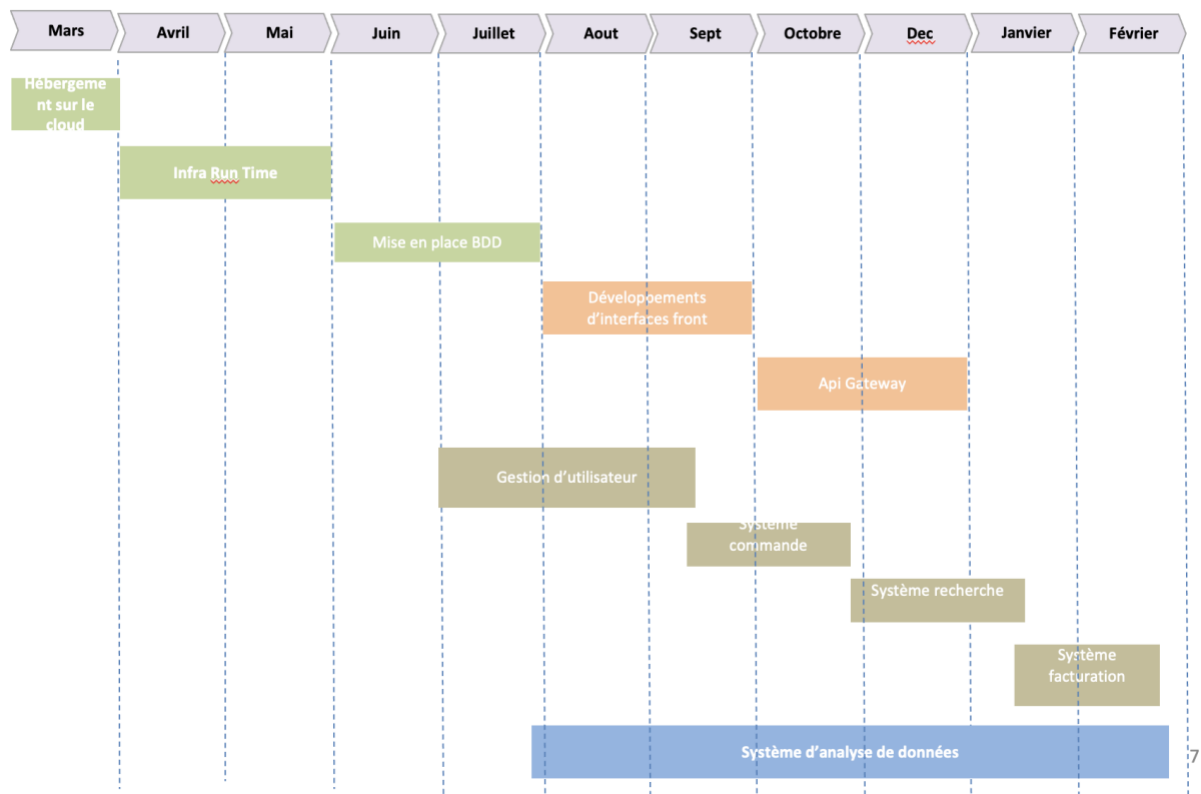 Mars Avril Mai Juin Juillet Aout Sept Octobre Dec Janvier Février
Hébergeme
nt sur le
cloud
Infra Run Time
Mise en place BDD
Développements
d’interfaces front
Api Gateway
Gestion d’utilisateur
Système
commande
Système recherche
Système
facturation
Système d’analyse de données
7